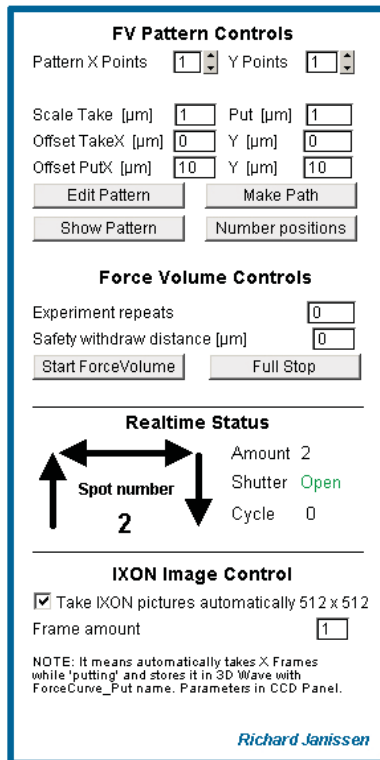 FV Pattern Controls
Pattern X Points 1 Y Points 1
Scale Take [µm] 1 Put [µm] 1
Offset TakeX [µm] 0 Y [µm] 0
Offset PutX [µm] 10 Y [µm] 10
Edit Pattern Make Path
Show Pattern Number positions
Force Volume Controls
Experiment repeats 0
Safety withdraw distance [µm] 0
Start ForceVolume Full Stop
Realtime Status
Amount 2
Spot number Shutter Open
2 Cycle 0
IXON Image Control
Take IXON pictures automatically 512 x 512
Frame amount 1
NOTE: It means automatically takes X Frames
while 'putting' and stores it in 3D Wave with
ForceCurve_Put name. Parameters in CCD Panel.
Richard Janissen